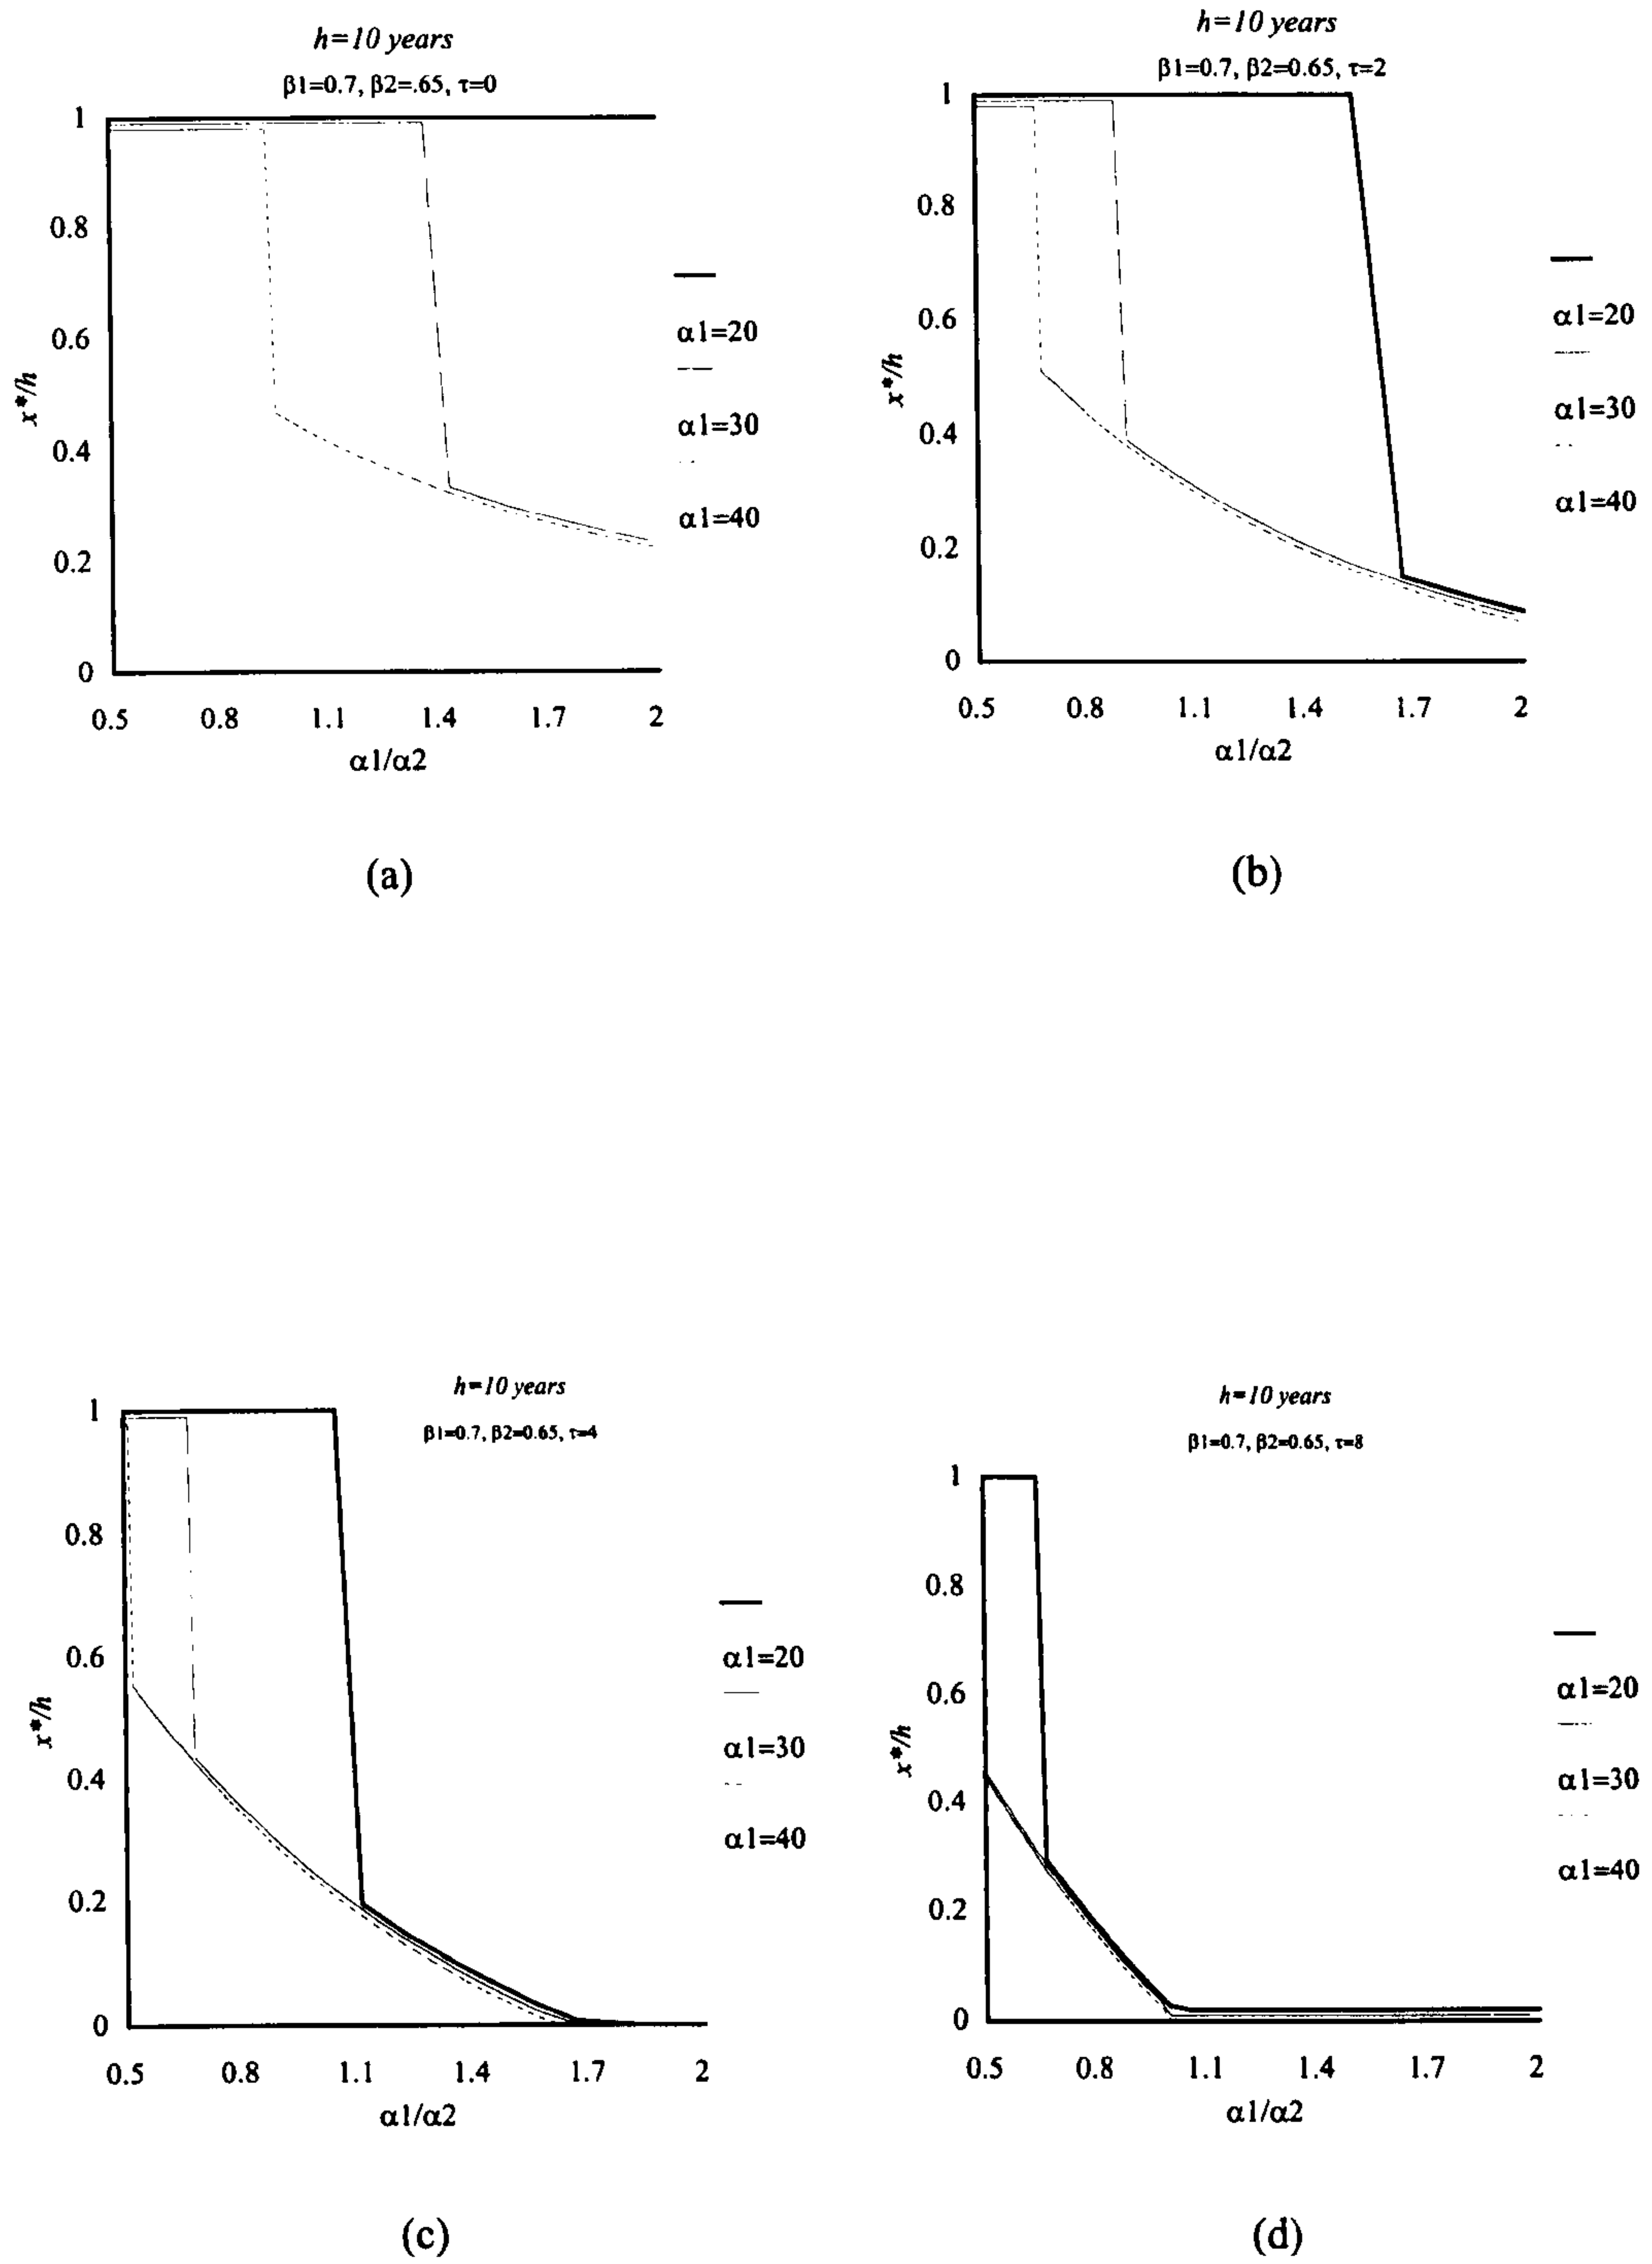 h=10 years
β1=0.7, β2=.65, τ=0
1
0.8
0.6
0.4
0.2
0
x*/h
0.5 0.8 1.1 1.4 1.7 2
α1/α2
α1=20
α1=30
α1=40
(a)
h=10 years
β1=0.7, β2=0.65, τ=2
1
0.8
0.6
0.4
0.2
0
x*/h
0.5 0.8 1.1 1.4 1.7 2
α1/α2
α1=20
α1=30
α1=40
(b)
h=10 years
β1=0.7, β2=0.65, τ=4
1
0.8
0.6
0.4
0.2
0
x*/h
0.5 0.8 1.1 1.4 1.7 2
α1/α2
α1=20
α1=30
α1=40
(c)
h=10 years
β1=0.7, β2=0.65, τ=8
1
0.8
0.6
0.4
0.2
0
x*/h
0.5 0.8 1.1 1.4 1.7 2
α1/α2
α1=20
α1=30
α1=40
(d)